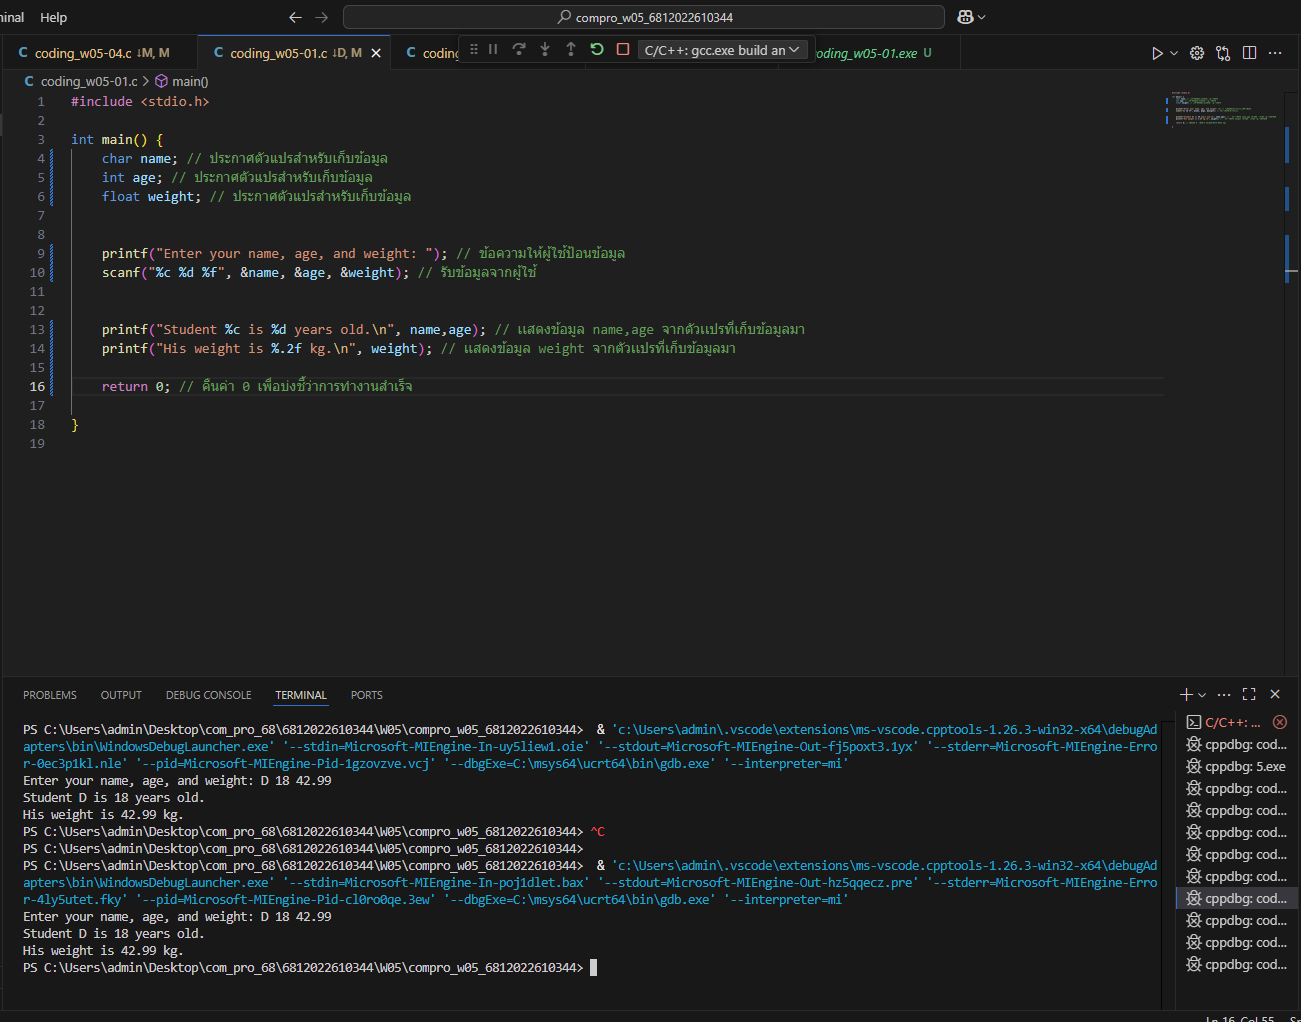 Help
compro_w05_6812022610344
coding_w05-04.c ↓M, M
coding_w05-01.c ↓D, M
C/C++: gcc.exe build an
oding_w05-01.exe U
coding_w05-01.c > main()
1 #include <stdio.h>
2
3 int main() {
4 char name; // ประกาศตัวแปรสำหรับเก็บข้อมูล
5 int age; // ประกาศตัวแปรสำหรับเก็บข้อมูล
6 float weight; // ประกาศตัวแปรสำหรับเก็บข้อมูล
7
8
9 printf("Enter your name, age, and weight: "); // ข้อความให้ผู้ใช้ป้อนข้อมูล
10 scanf("%c %d %f", &name, &age, &weight); // รับข้อมูลจากผู้ใช้
11
12
13 printf("Student %c is %d years old.\n", name,age); // แสดงข้อมูล name,age จากตัวแปรที่เก็บข้อมูลมา
14 printf("His weight is %.2f kg.\n", weight); // แสดงข้อมูล weight จากตัวแปรที่เก็บข้อมูลมา
15
16 return 0; // คืนค่า 0 เพื่อบ่งชี้ว่าการทำงานสำเร็จ
17
18 }
19
PROBLEMS OUTPUT DEBUG CONSOLE TERMINAL PORTS
PS C:\Users\admin\Desktop\com_pro_68\6812022610344\W05\compro_w05_6812022610344> & 'c:\Users\admin\.vscode\extensions\ms-vscode.cpptools-1.26.3-win32-x64\debugAd
apters\bin\WindowsDebugLauncher.exe' '--stdin=Microsoft-MIEngine-In-uy5liew1.oie' '--stdout=Microsoft-MIEngine-Out-fj5poxt3.1yx' '--stderr=Microsoft-MIEngine-Erro
r-0ec3p1kl.nle' '--pid=Microsoft-MIEngine-Pid-1gzovzve.vcj' '--dbgExe=C:\msys64\ucrt64\bin\gdb.exe' '--interpreter=mi'
Enter your name, age, and weight: D 18 42.99
Student D is 18 years old.
His weight is 42.99 kg.
PS C:\Users\admin\Desktop\com_pro_68\6812022610344\W05\compro_w05_6812022610344> ^C
PS C:\Users\admin\Desktop\com_pro_68\6812022610344\W05\compro_w05_6812022610344>
PS C:\Users\admin\Desktop\com_pro_68\6812022610344\W05\compro_w05_6812022610344> & 'c:\Users\admin\.vscode\extensions\ms-vscode.cpptools-1.26.3-win32-x64\debugAd
apters\bin\WindowsDebugLauncher.exe' '--stdin=Microsoft-MIEngine-In-poj1dlet.bax' '--stdout=Microsoft-MIEngine-Out-hz5qqecz.pre' '--stderr=Microsoft-MIEngine-Erro
r-4ly5utet.fky' '--pid=Microsoft-MIEngine-Pid-cl0ro0qe.3ew' '--dbgExe=C:\msys64\ucrt64\bin\gdb.exe' '--interpreter=mi'
Enter your name, age, and weight: D 18 42.99
Student D is 18 years old.
His weight is 42.99 kg.
PS C:\Users\admin\Desktop\com_pro_68\6812022610344\W05\compro_w05_6812022610344>
C/C++: ...
cppdbg: cod...
cppdbg: 5.exe
cppdbg: cod...
cppdbg: cod...
cppdbg: cod...
cppdbg: cod...
cppdbg: cod...
cppdbg: cod...
cppdbg: cod...
cppdbg: cod...
cppdbg: cod...